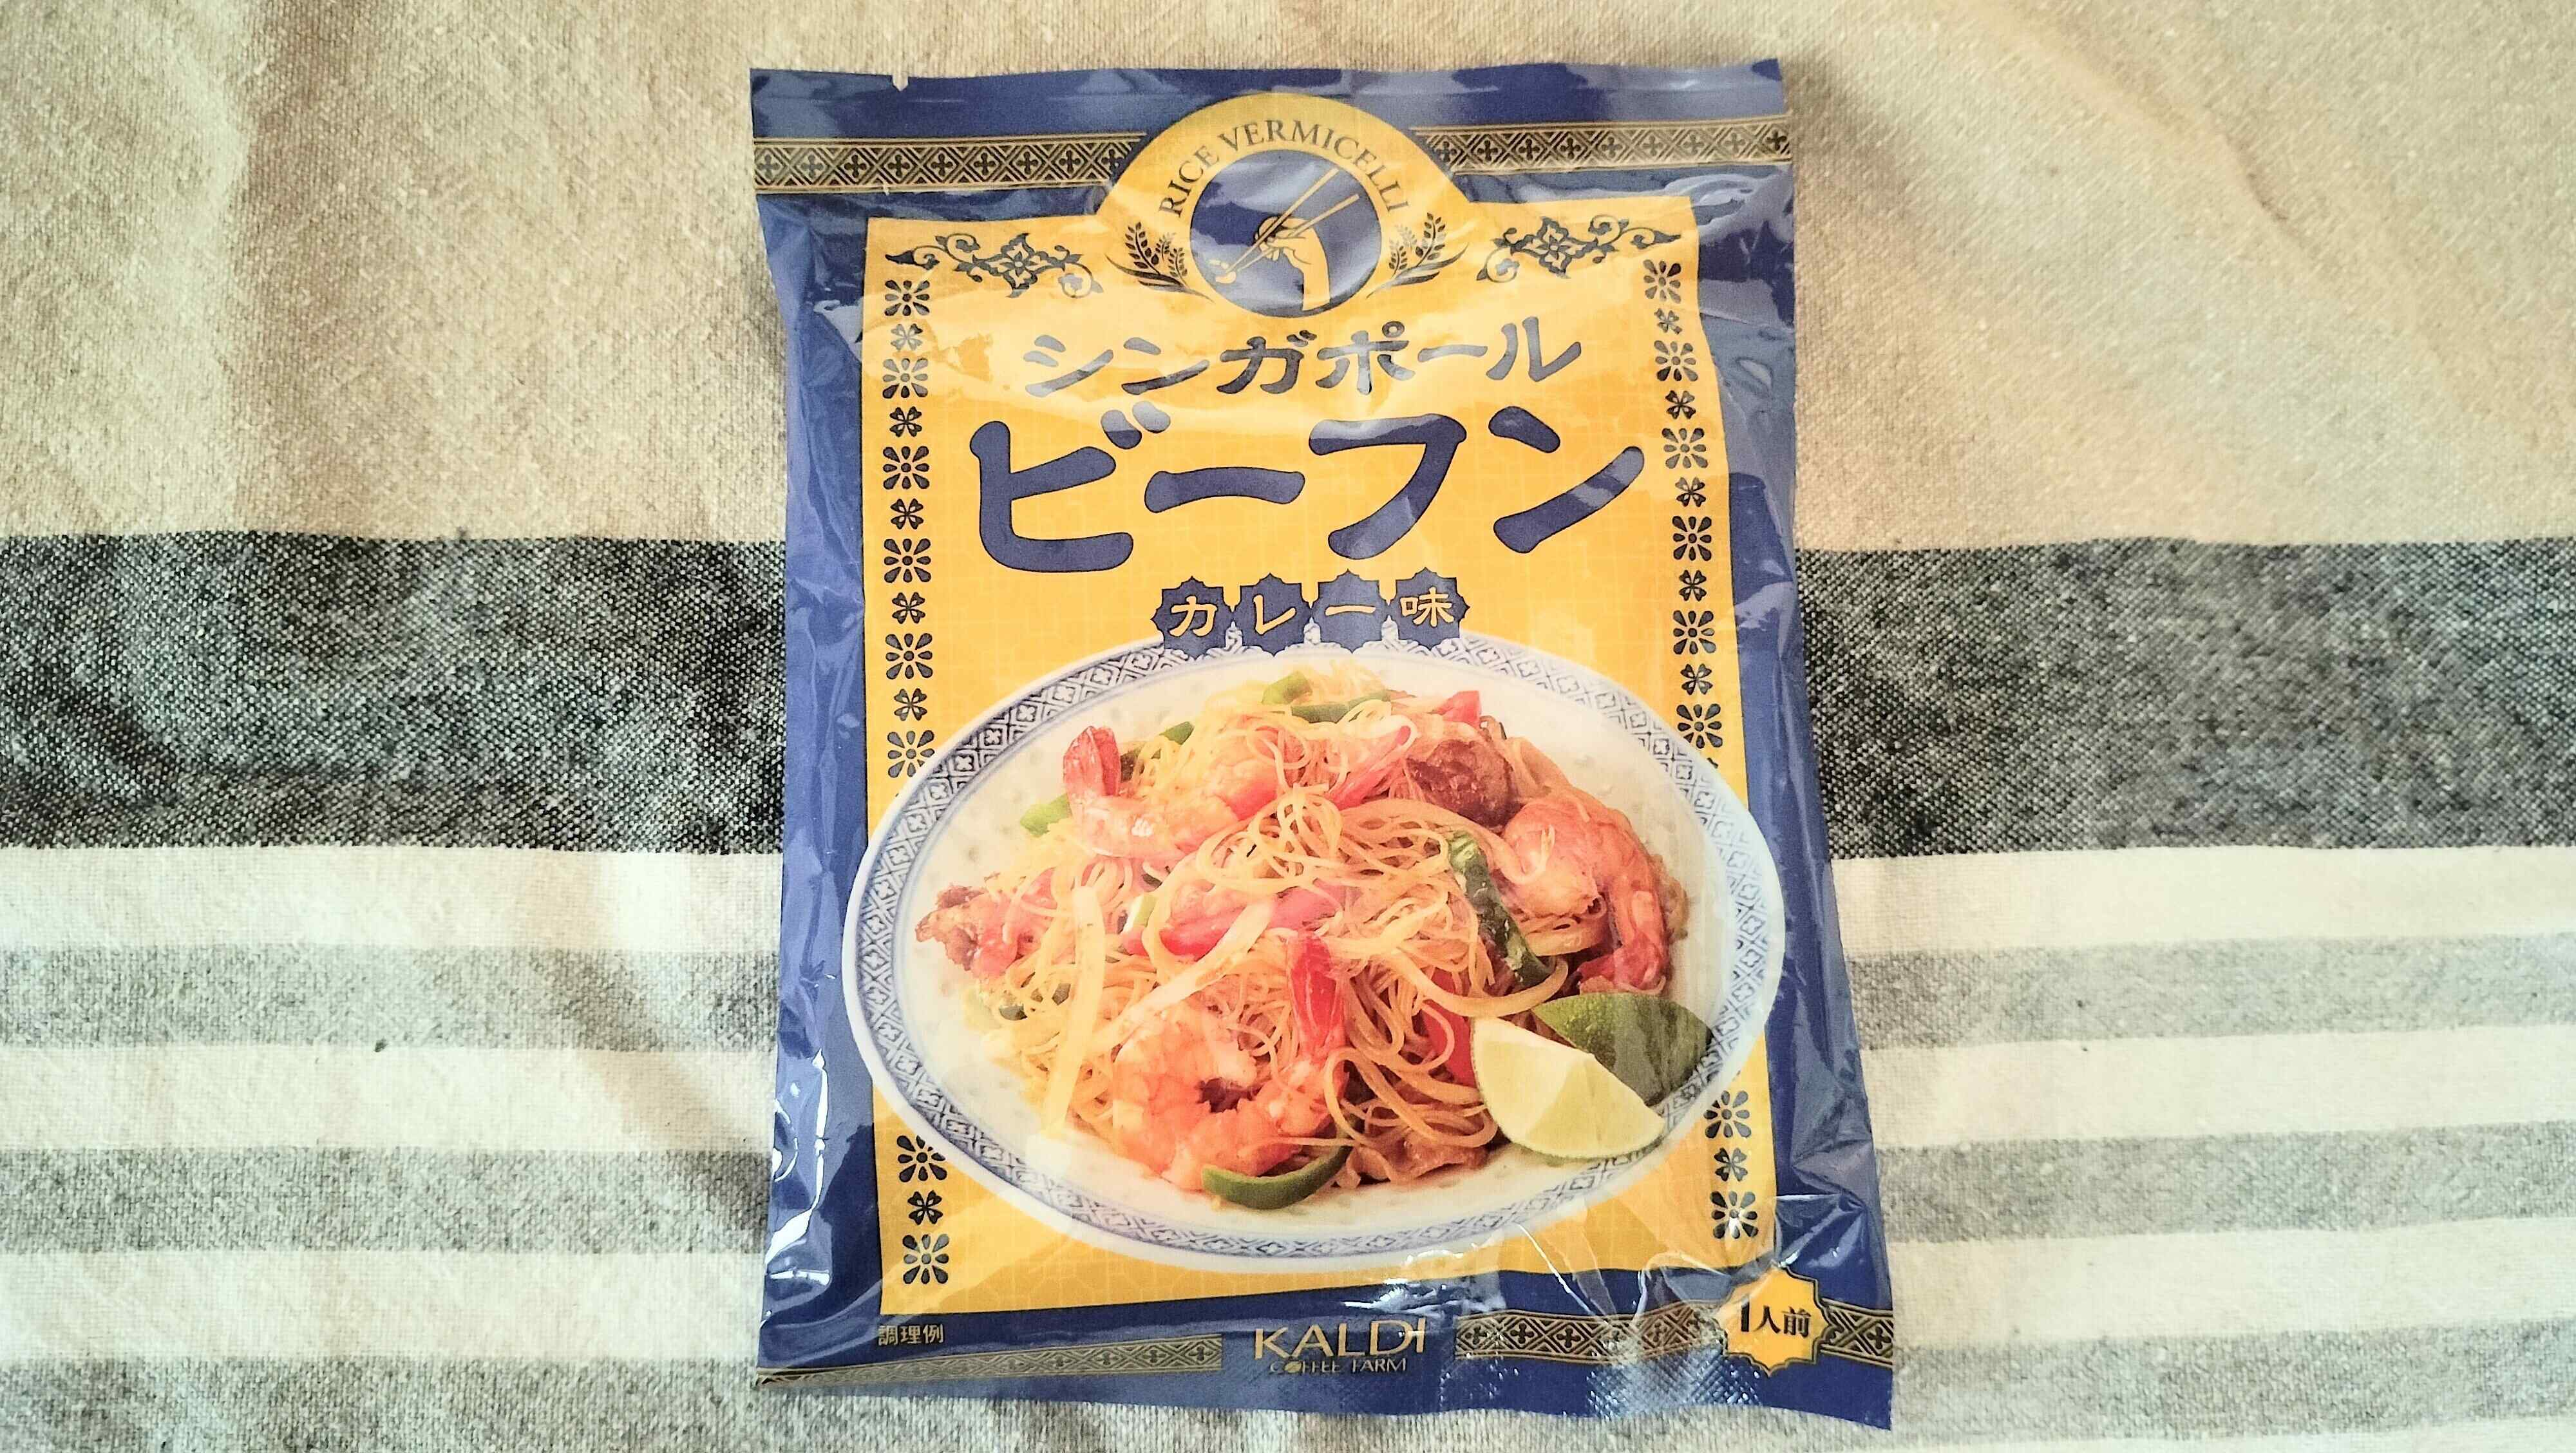 RICE VERMICELLI
シンガポール
ビーフン
カレー味
調理例
KALDI
COFFEE FARM
1人前